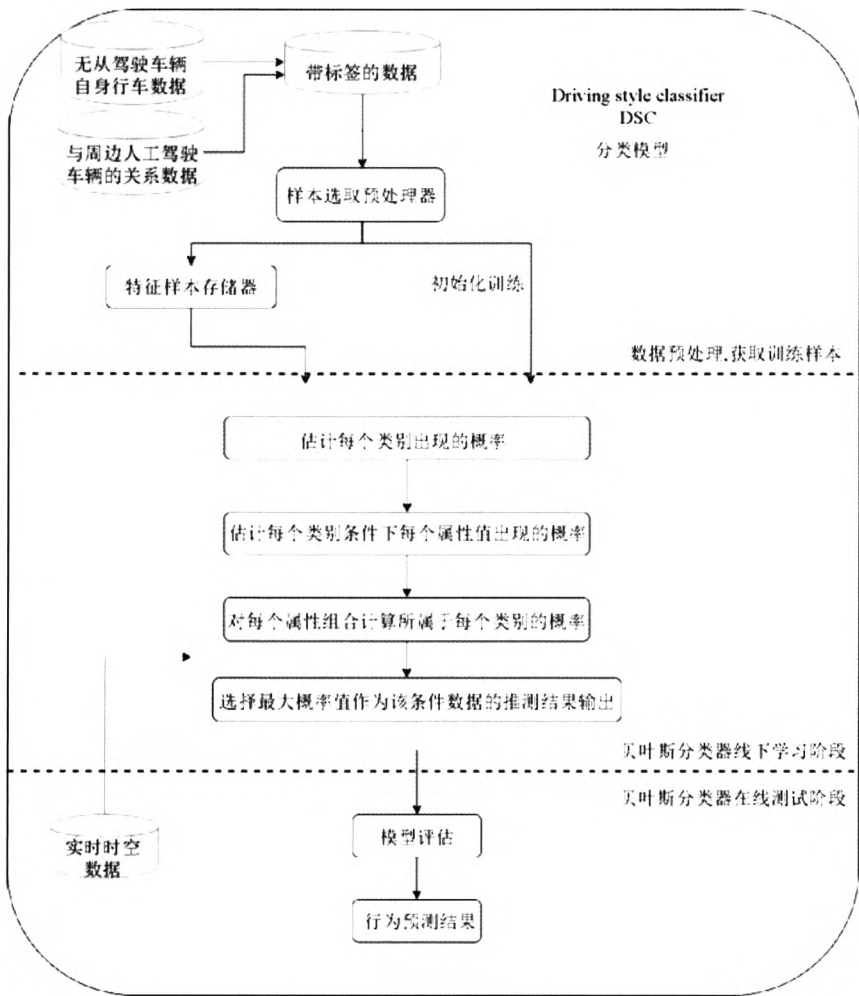 无从驾驶车辆
自身行车数据
带标签的数据
Driving style classifier
DSC
分类模型
与周边人工驾驶
车辆的关系数据
样本选取预处理器
特征样本存储器
初始化训练
数据预处理,获取训练样本
估计每个类别出现的概率
估计每个类别条件下每个属性值出现的概率
对每个属性组合计算所属于每个类别的概率
选择最大概率值作为该条件数据的推测结果输出
贝叶斯分类器线下学习阶段
贝叶斯分类器在线测试阶段
实时时空
数据
模型评估
行为预测结果